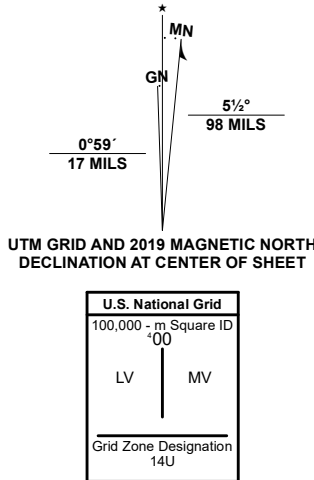 ★
MN
GN
5½°
98 MILS
0°59´
17 MILS
UTM GRID AND 2019 MAGNETIC NORTH
DECLINATION AT CENTER OF SHEET
U.S. National Grid
100,000 - m Square ID
⁴00
LV MV
Grid Zone Designation
14U